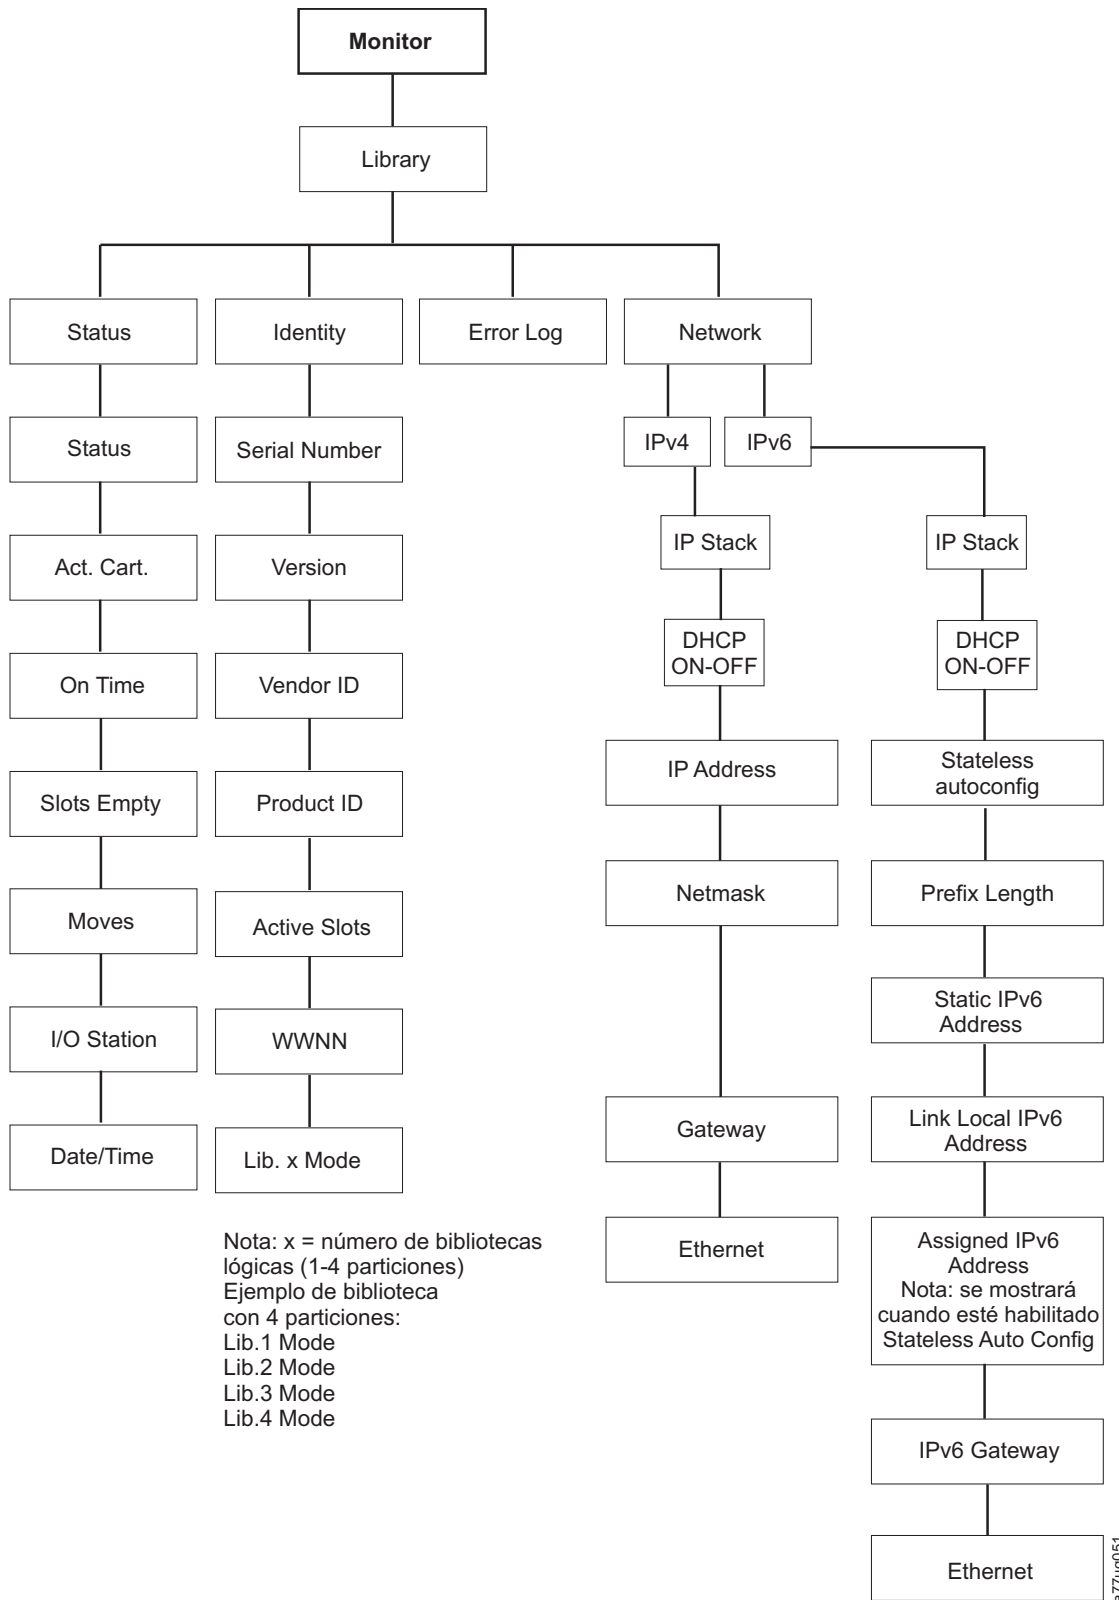 Monitor
Library
Status
Identity
Error Log
Network
Status
Serial Number
IPv4
IPv6
Act. Cart.
Version
IP Stack
IP Stack
On Time
Vendor ID
DHCP
ON-OFF
DHCP
ON-OFF
Slots Empty
Product ID
IP Address
Stateless
autoconfig
Moves
Active Slots
Netmask
Prefix Length
I/O Station
WWNN
Static IPv6
Address
Date/Time
Lib. x Mode
Gateway
Link Local IPv6
Address
Nota: x = número de bibliotecas
lógicas (1-4 particiones)
Ejemplo de biblioteca
con 4 particiones:
Lib.1 Mode
Lib.2 Mode
Lib.3 Mode
Lib.4 Mode
Ethernet
Assigned IPv6
Address
Nota: se mostrará
cuando esté habilitado
Stateless Auto Config
IPv6 Gateway
Ethernet
a77ug051